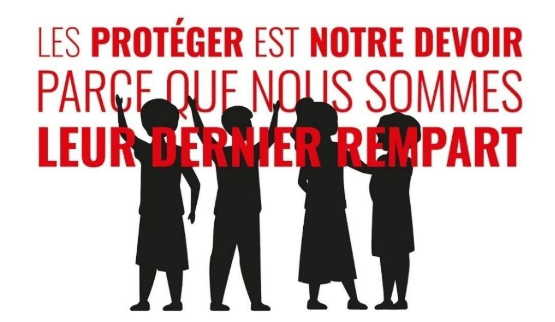 LES PROTÉGER EST NOTRE DEVOIR
PARCE QUE NOUS SOMMES
LEUR DERNIER REMPART